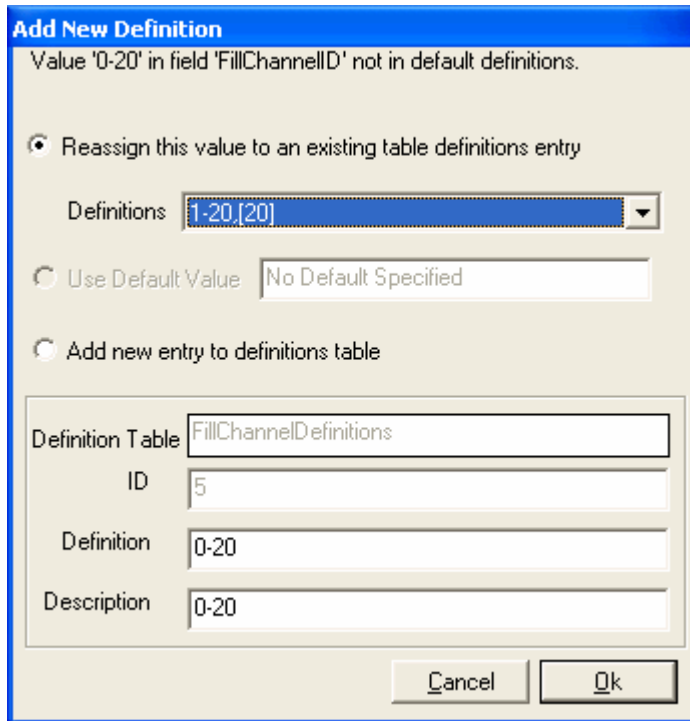 Add New Definition
Value '0-20' in field 'FillChannelID' not in default definitions.
Reassign this value to an existing table definitions entry
Definitions 1-20,[20]
Use Default Value No Default Specified
Add new entry to definitions table
Definition Table FillChannelDefinitions
ID 5
Definition 0-20
Description 0-20
Cancel Ok